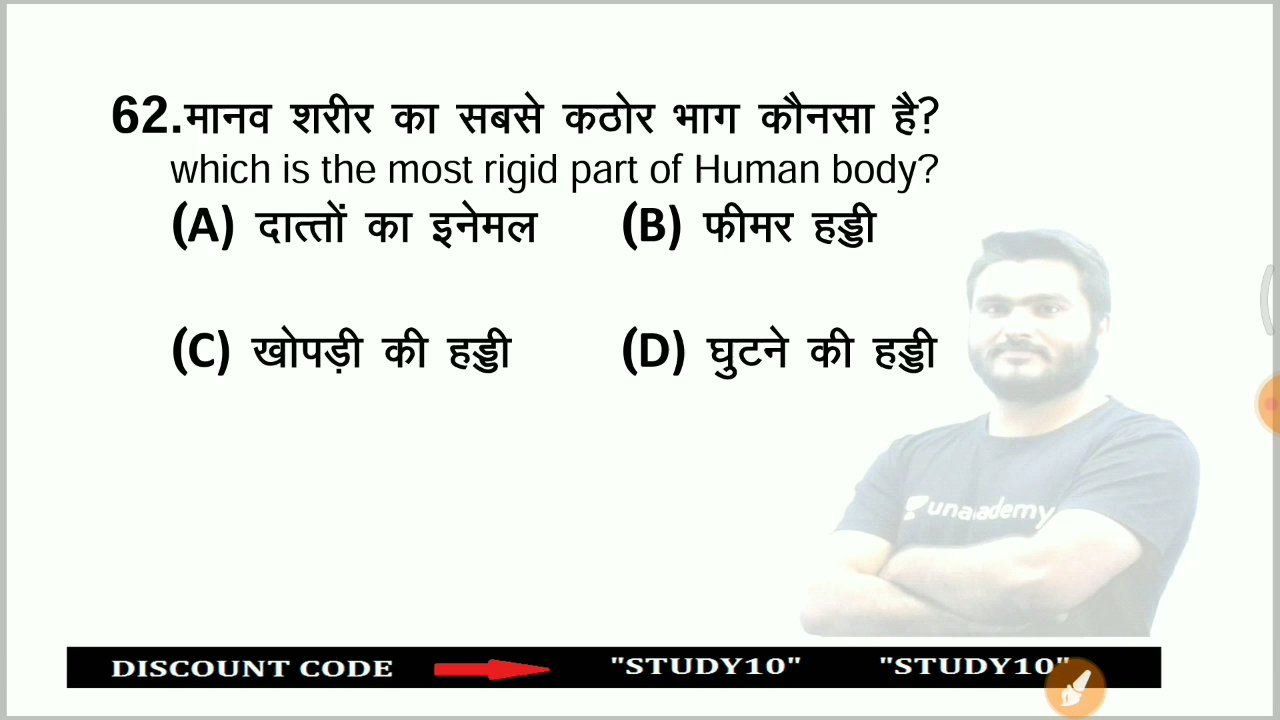 62.मानव शरीर का सबसे कठोर भाग कौनसा है?
which is the most rigid part of Human body?
(A) दात्तों का इनेमल (B) फीमर हड्डी
(C) खोपड़ी की हड्डी (D) घुटने की हड्डी
unacademy
DISCOUNT CODE "STUDY10" "STUDY10"